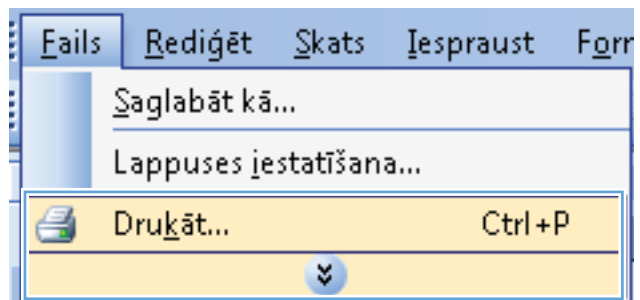 Fails Rediģēt Skats Iespraust
Saglabāt kā...
Lappuses iestatīšana...
Drukāt... Ctrl+P